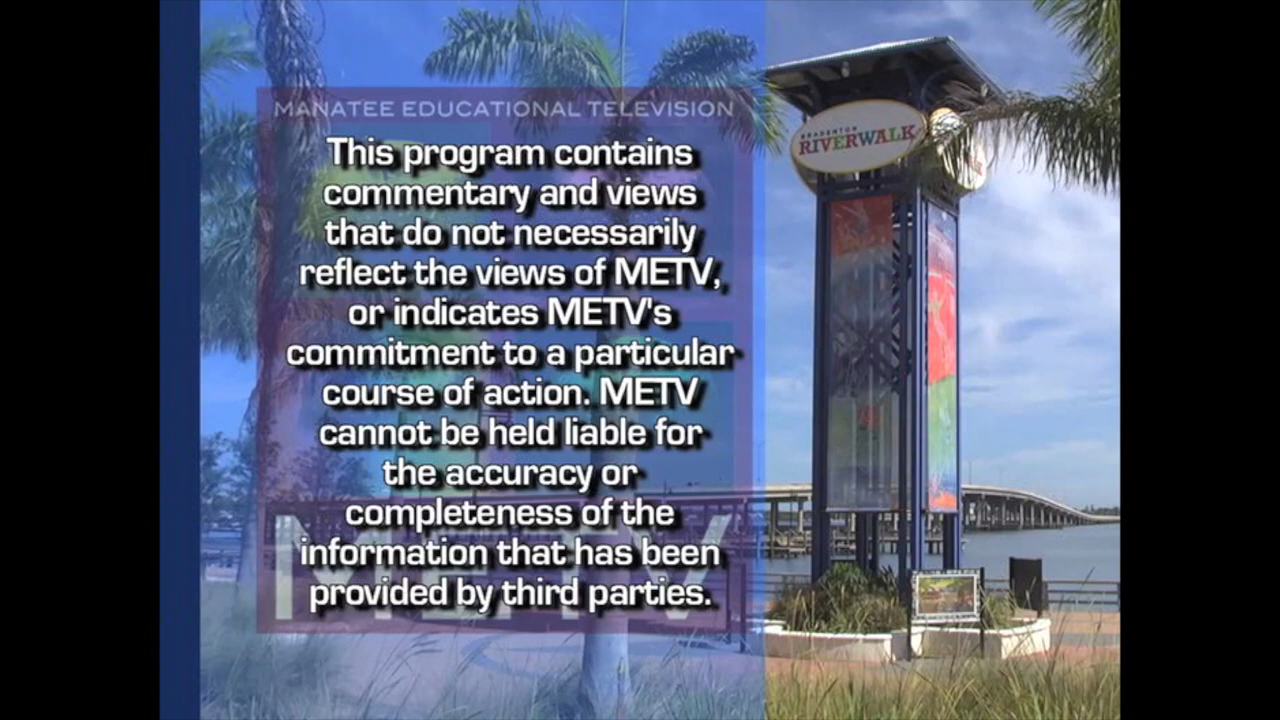 MANATEE EDUCATIONAL TELEVISION
This program contains
commentary and views
that do not necessarily
reflect the views of METV,
or indicates METV's
commitment to a particular
course of action. METV
cannot be held liable for
the accuracy or
completeness of the
information that has been
provided by third parties.
METV
BRADENTON
RIVERWALK